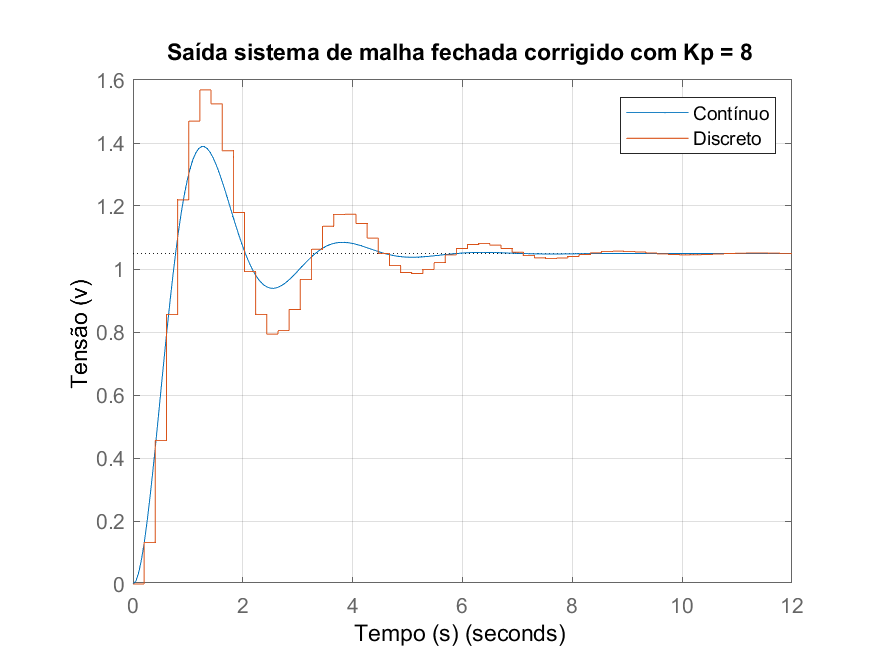 Saída sistema de malha fechada corrigido com Kp = 8
Tensão (v)
1.6
1.4
1.2
1
0.8
0.6
0.4
0.2
0
Contínuo
Discreto
0 2 4 6 8 10 12
Tempo (s) (seconds)